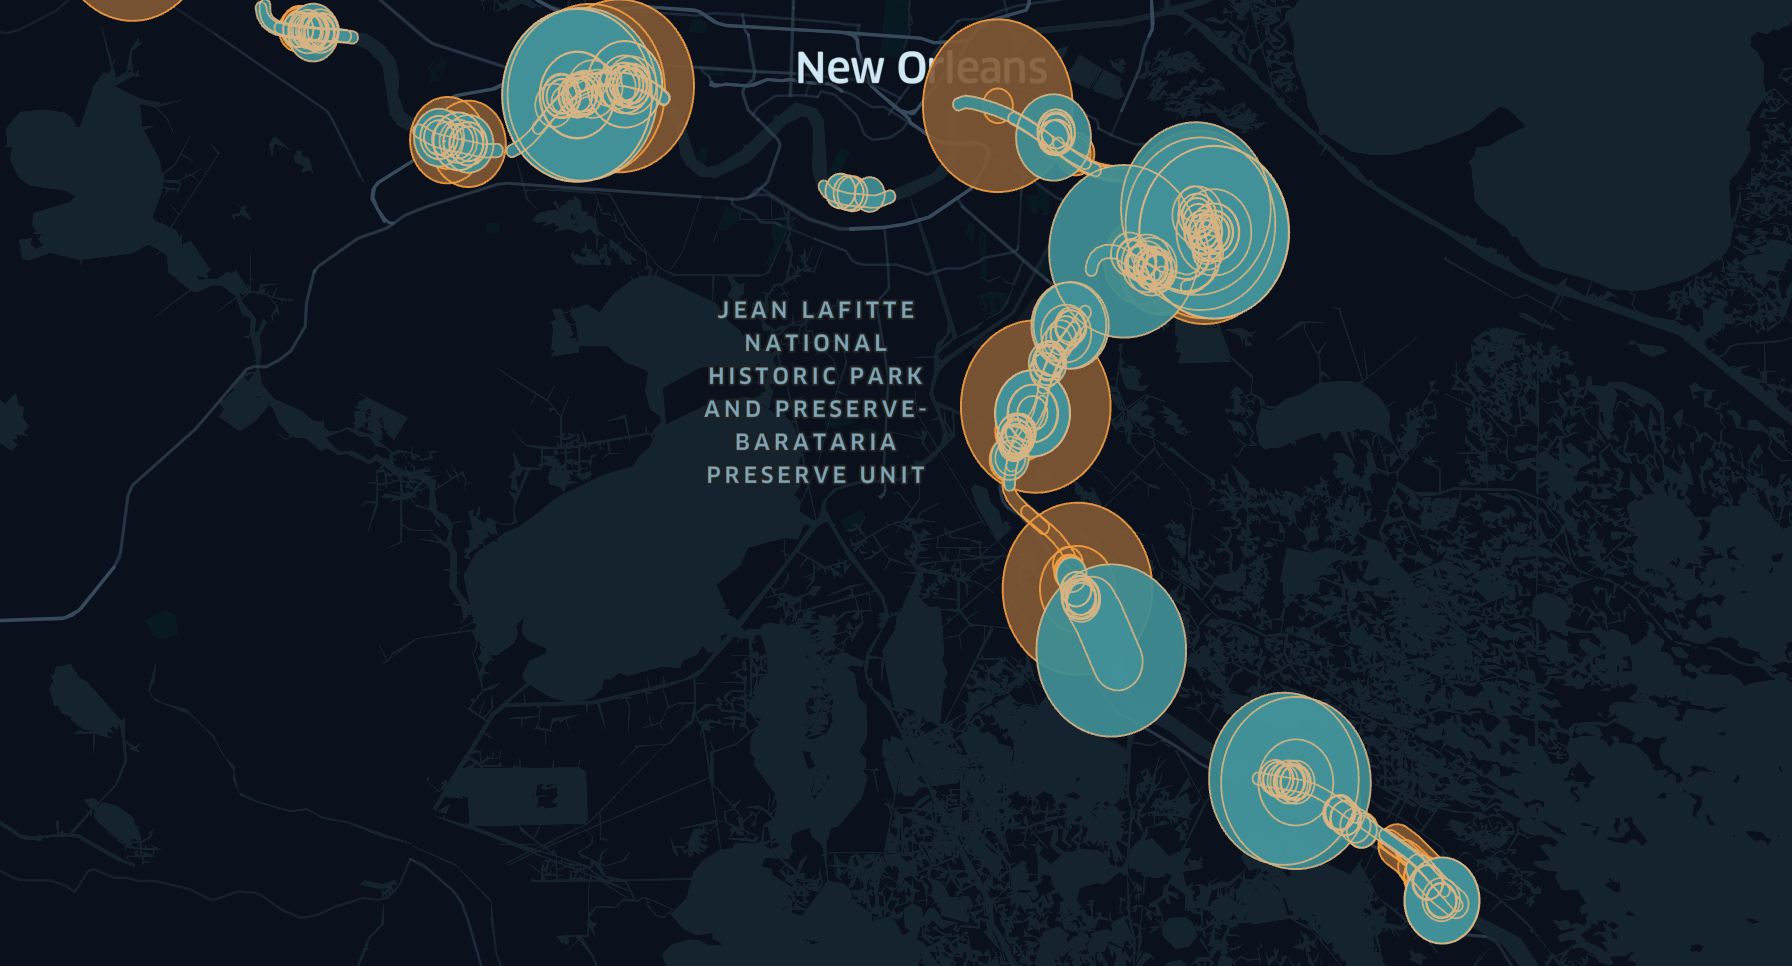 New Orleans
JEAN LAFITTE
NATIONAL
HISTORIC PARK
AND PRESERVE-
BARATARIA
PRESERVE UNIT